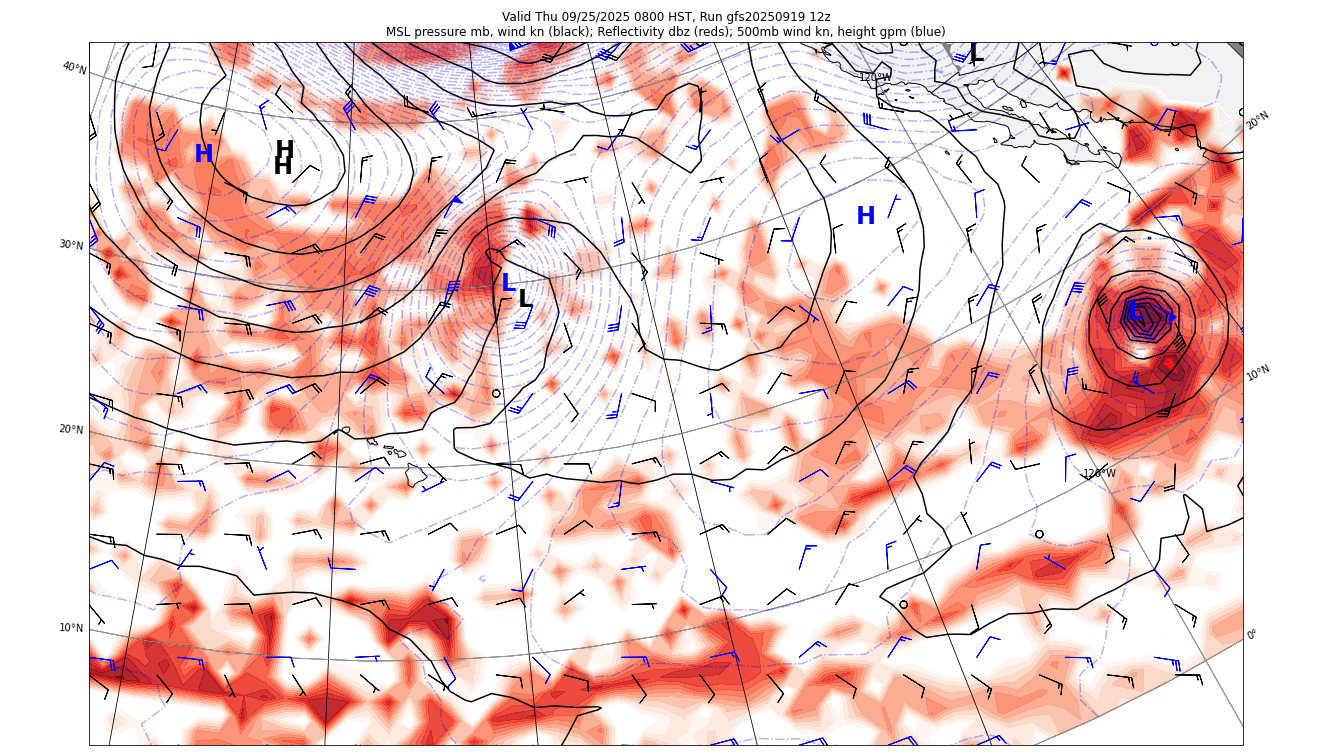 Valid Thu 09/25/2025 0800 HST, Run gfs20250919 12z
MSL pressure mb, wind kn (black); Reflectivity dbz (reds); 500mb wind kn, height gpm (blue)
L
40°N
120°W
20°N
H
H
H
H
30°N
L
L
L
10°N
20°N
120°W
10°N
0°